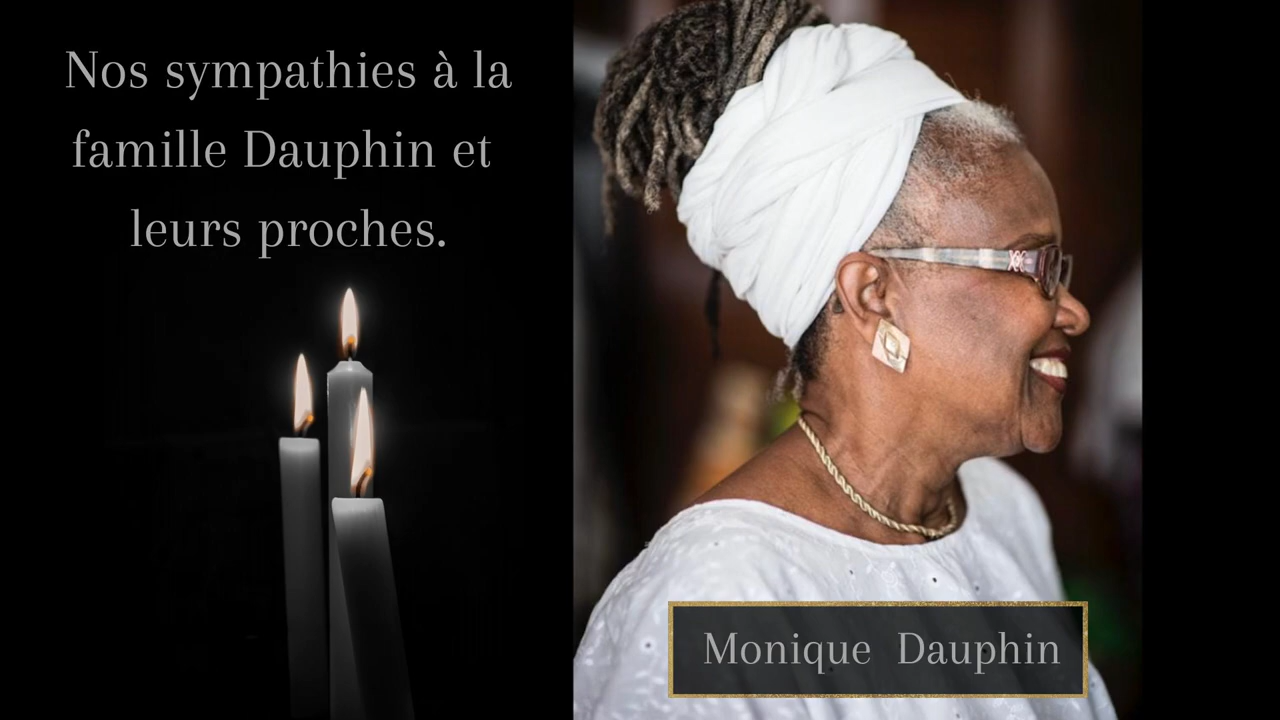 Nos sympathies à la
famille Dauphin et
leurs proches.
Monique Dauphin